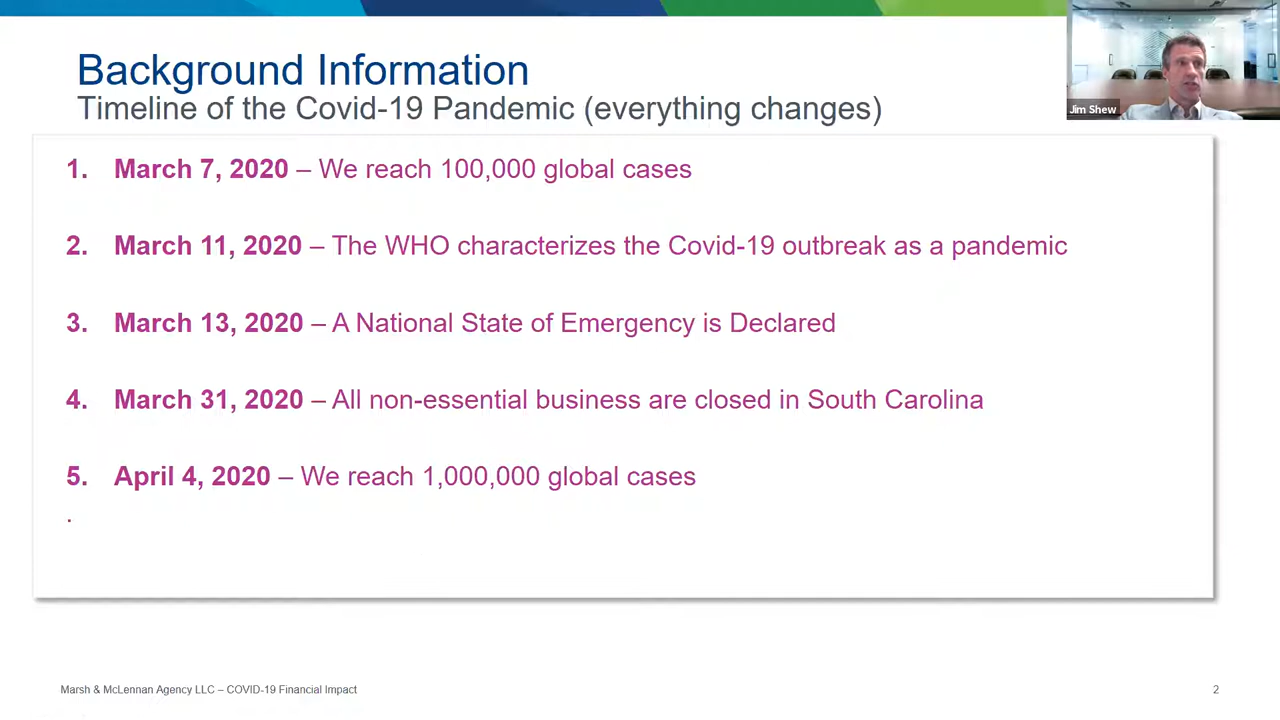 Background Information
Timeline of the Covid-19 Pandemic (everything changes)
Jim Shew
1. March 7, 2020 – We reach 100,000 global cases
2. March 11, 2020 – The WHO characterizes the Covid-19 outbreak as a pandemic
3. March 13, 2020 – A National State of Emergency is Declared
4. March 31, 2020 – All non-essential business are closed in South Carolina
5. April 4, 2020 – We reach 1,000,000 global cases
.
Marsh & McLennan Agency LLC – COVID-19 Financial Impact
2